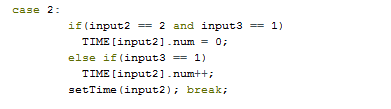 case 2:
if(input2 == 2 and input3 == 1)
TIME[input2].num = 0;
else if(input3 == 1)
TIME[input2].num++;
setTime(input2); break;